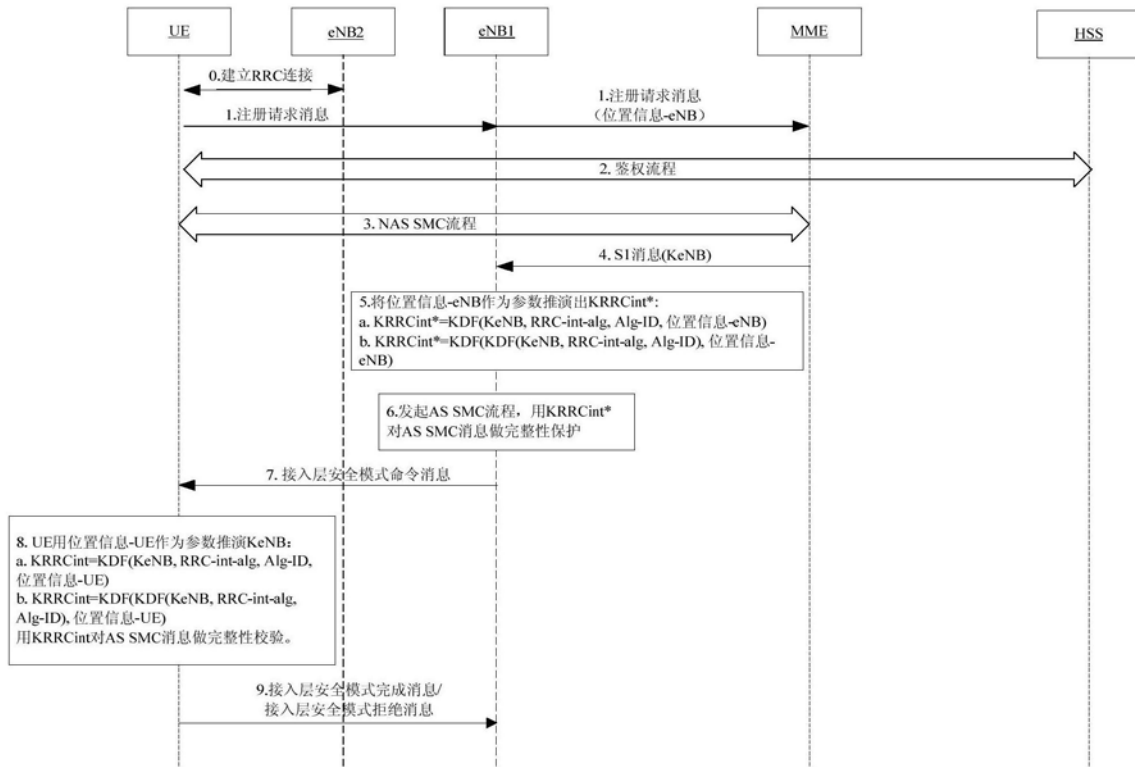 UE
eNB2
eNB1
MME
HSS
0.建立RRC连接
1.注册请求消息
1.注册请求消息
（位置信息-eNB）
2. 鉴权流程
3. NAS SMC流程
4. S1消息(KeNB)
5.将位置信息-eNB作为参数推演出KRRCint*:
a. KRRCint*=KDF(KeNB, RRC-int-alg, Alg-ID, 位置信息-eNB)
b. KRRCint*=KDF(KDF(KeNB, RRC-int-alg, Alg-ID), 位置信息-
eNB)
6.发起AS SMC流程，用KRRCint*
对AS SMC消息做完整性保护
7. 接入层安全模式命令消息
8. UE用位置信息-UE作为参数推演KeNB：
a. KRRCint=KDF(KeNB, RRC-int-alg, Alg-ID,
位置信息-UE)
b. KRRCint=KDF(KDF(KeNB, RRC-int-alg,
Alg-ID), 位置信息-UE)
用KRRCint对AS SMC消息做完整性校验。
9.接入层安全模式完成消息/
接入层安全模式拒绝消息